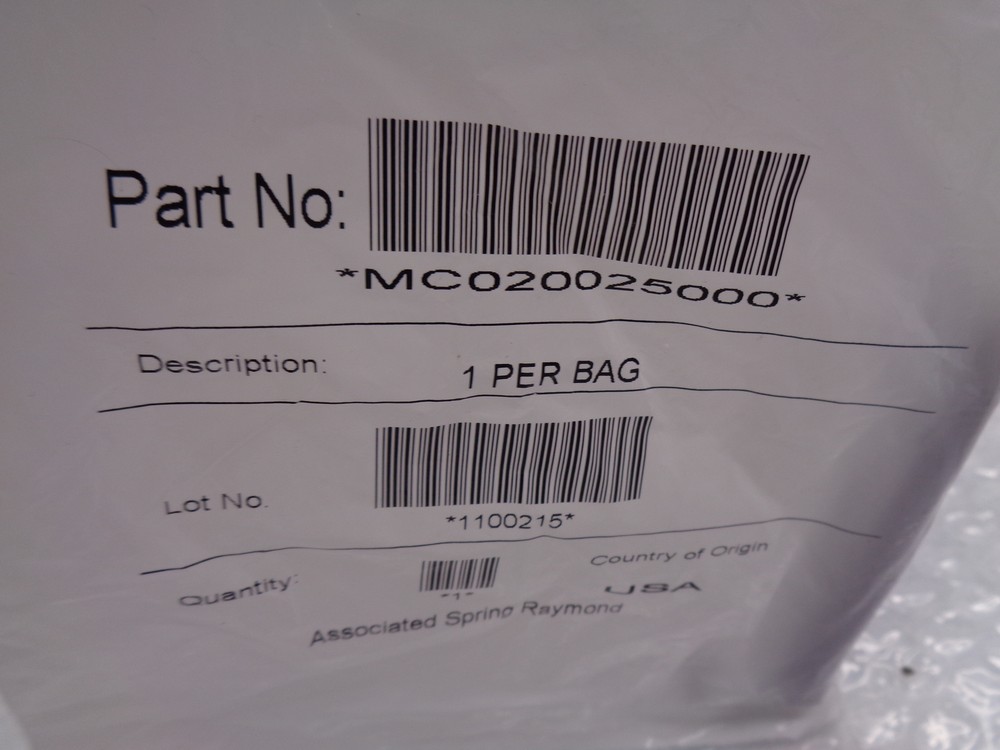 Part No:
*MC020025000*
Description: 1 PER BAG
Lot No.
*1100215*
Quantity: Country of Origin
*1* USA
Associated Spring Raymond